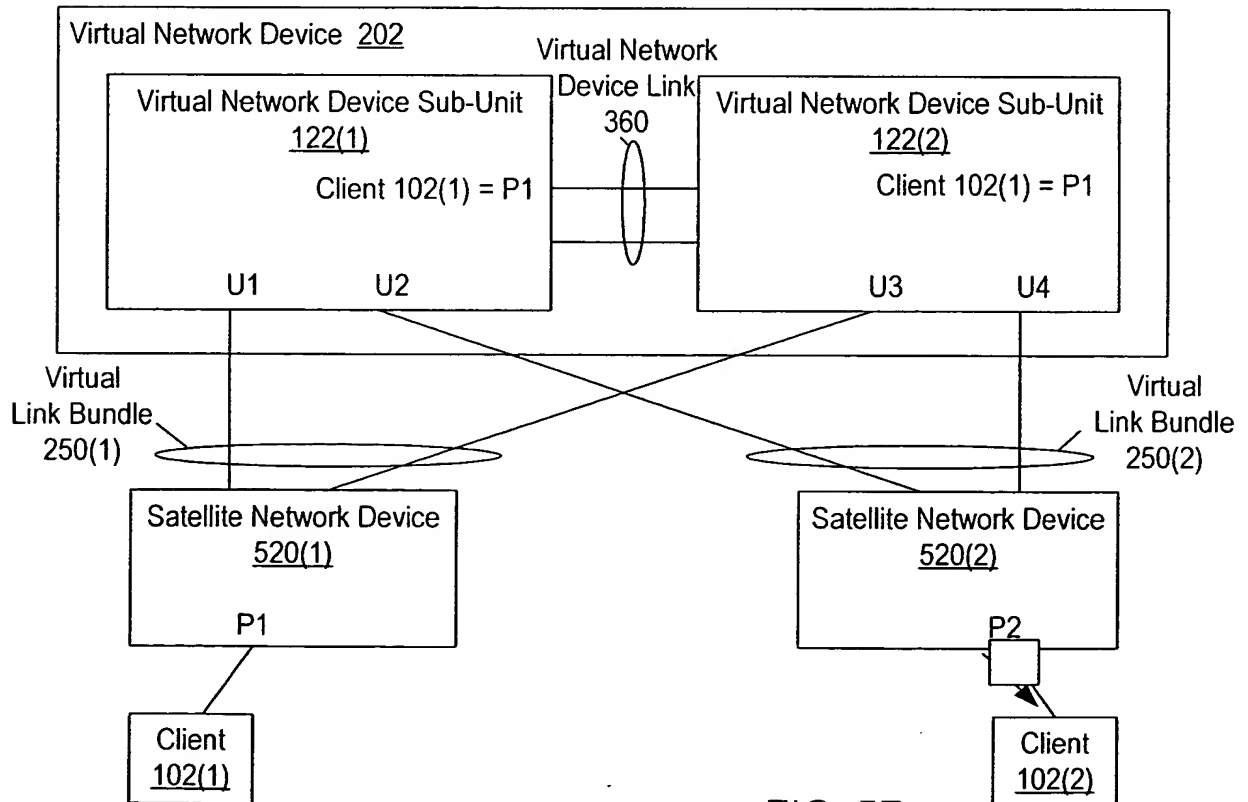 Virtual Network Device 202
Virtual Network
Device Link
360
Virtual Network Device Sub-Unit
122(1)
Client 102(1) = P1
U1 U2
Virtual Network Device Sub-Unit
122(2)
Client 102(1) = P1
U3 U4
Virtual
Link Bundle
250(1)
Virtual
Link Bundle
250(2)
Satellite Network Device
520(1)
P1
Satellite Network Device
520(2)
P2
Client
102(1)
Client
102(2)